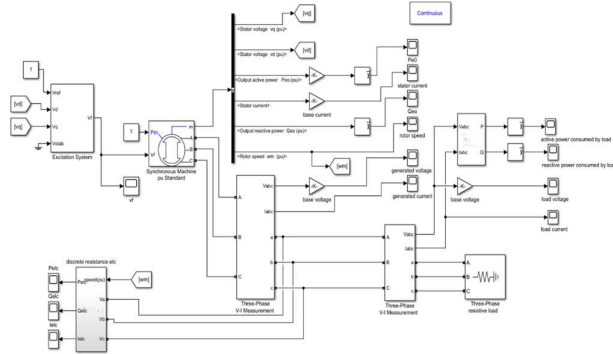 Continuous
[vq]
<Stator voltage vq (pu)>
[vd]
<Stator voltage vd (pu)>
Pe0
<Output active power Peo (pu)>
-K-
stator current
<Stator current>
-K-
base current
Qeo
<Output reactive power Qeo (pu)>
rotor speed
<Rotor speed wm (pu)>
[wm]
1
Vref
[vd]
Vd
Vf
[vq]
Vq
Vstab
Excitation System
vf
1
Pm
m
A
B
C
Vf
Synchronous Machine
pu Standard
generated voltage
-K-
base voltage
generated current
Vabc
Iabc
A
B
C
a
b
c
Three-Phase
V-I Measurement
Vabc
Iabc
P
Q
active power consumed by load
reactive power consumed by load
-K-
base voltage
load voltage
load current
Vabc
Iabc
A
B
C
a
b
c
Three-Phase
V-I Measurement
A
B
C
Three-Phase
resistive load
discrete resistance elc
Pelc
Pelc
speed(pu)
[wm]
Qelc
Qelc
Va
Vb
Ielc
Ielc
Vc